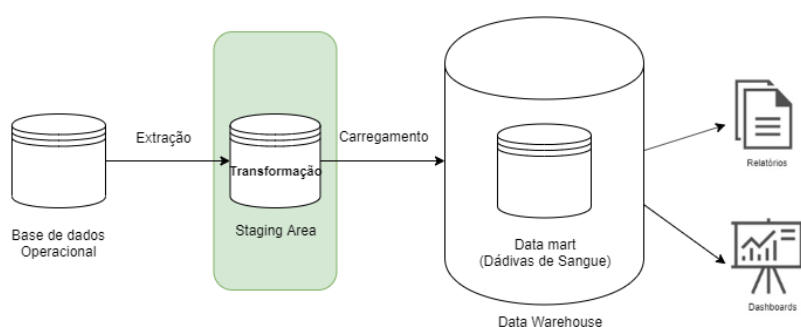 Base de dados
Operacional
Extração
Transformação
Staging Area
Carregamento
Data mart
(Dádivas de Sangue)
Data Warehouse
Relatórios
Dashboards